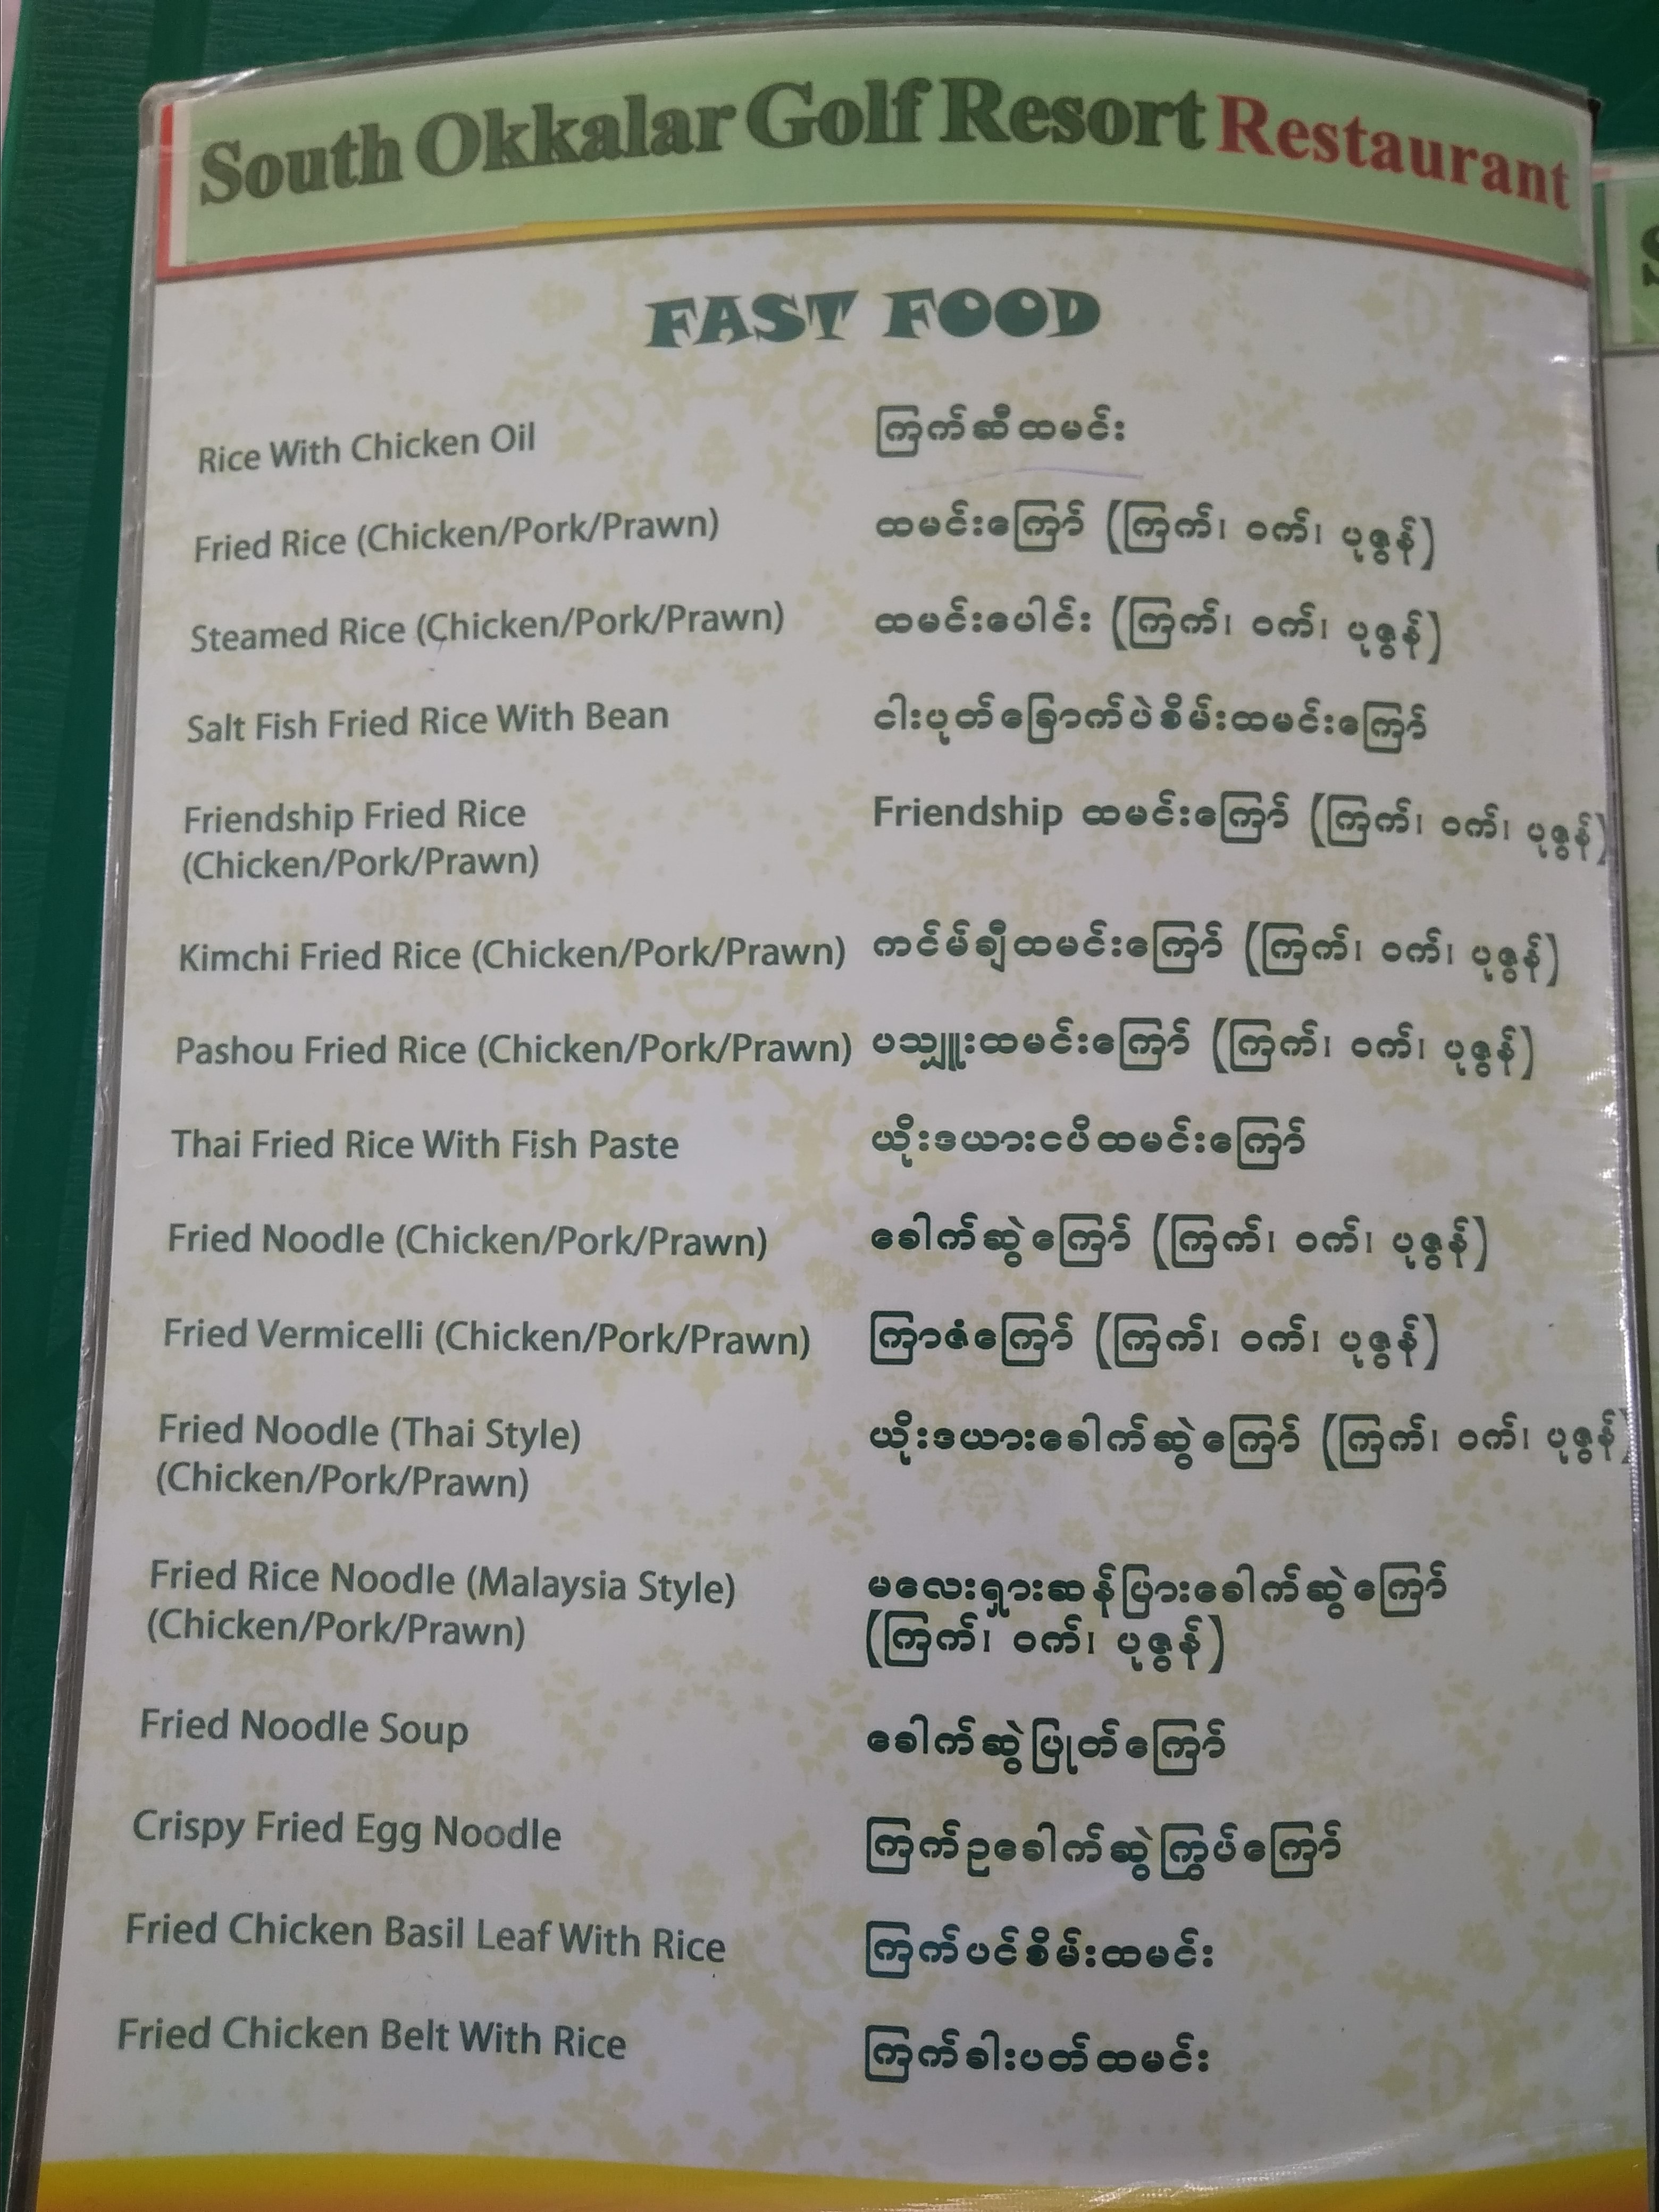 South Okkalar Golf Resort Restaurant
FAST FOOD
Rice With Chicken Oil ကြက်ဆီထမင်း
Fried Rice (Chicken/Pork/Prawn) ထမင်းကြော် (ကြက်၊ ဝက်၊ ပုဇွန်)
Steamed Rice (Chicken/Pork/Prawn) ထမင်းပေါင်း (ကြက်၊ ဝက်၊ ပုဇွန်)
Salt Fish Fried Rice With Bean ငါးပုတ်ခြောက်ပဲစိမ်းထမင်းကြော်
Friendship Fried Rice Friendship ထမင်းကြော် (ကြက်၊ ဝက်၊ ပုဇွန်)
(Chicken/Pork/Prawn)
Kimchi Fried Rice (Chicken/Pork/Prawn) ကင်မ်ချီထမင်းကြော် (ကြက်၊ ဝက်၊ ပုဇွန်)
Pashou Fried Rice (Chicken/Pork/Prawn) ပသျှူးထမင်းကြော် (ကြက်၊ ဝက်၊ ပုဇွန်)
Thai Fried Rice With Fish Paste ယိုးဒယားငပိထမင်းကြော်
Fried Noodle (Chicken/Pork/Prawn) ခေါက်ဆွဲကြော် (ကြက်၊ ဝက်၊ ပုဇွန်)
Fried Vermicelli (Chicken/Pork/Prawn) ကြာဇံကြော် (ကြက်၊ ဝက်၊ ပုဇွန်)
Fried Noodle (Thai Style) ယိုးဒယားခေါက်ဆွဲကြော် (ကြက်၊ ဝက်၊ ပုဇွန်)
(Chicken/Pork/Prawn)
Fried Rice Noodle (Malaysia Style) မလေးရှားဆန်ပြားခေါက်ဆွဲကြော်
(Chicken/Pork/Prawn) (ကြက်၊ ဝက်၊ ပုဇွန်)
Fried Noodle Soup ခေါက်ဆွဲပြုတ်ကြော်
Crispy Fried Egg Noodle ကြက်ဥခေါက်ဆွဲကြွပ်ကြော်
Fried Chicken Basil Leaf With Rice ကြက်ပင်စိမ်းထမင်း
Fried Chicken Belt With Rice ကြက်ခါးပတ်ထမင်း